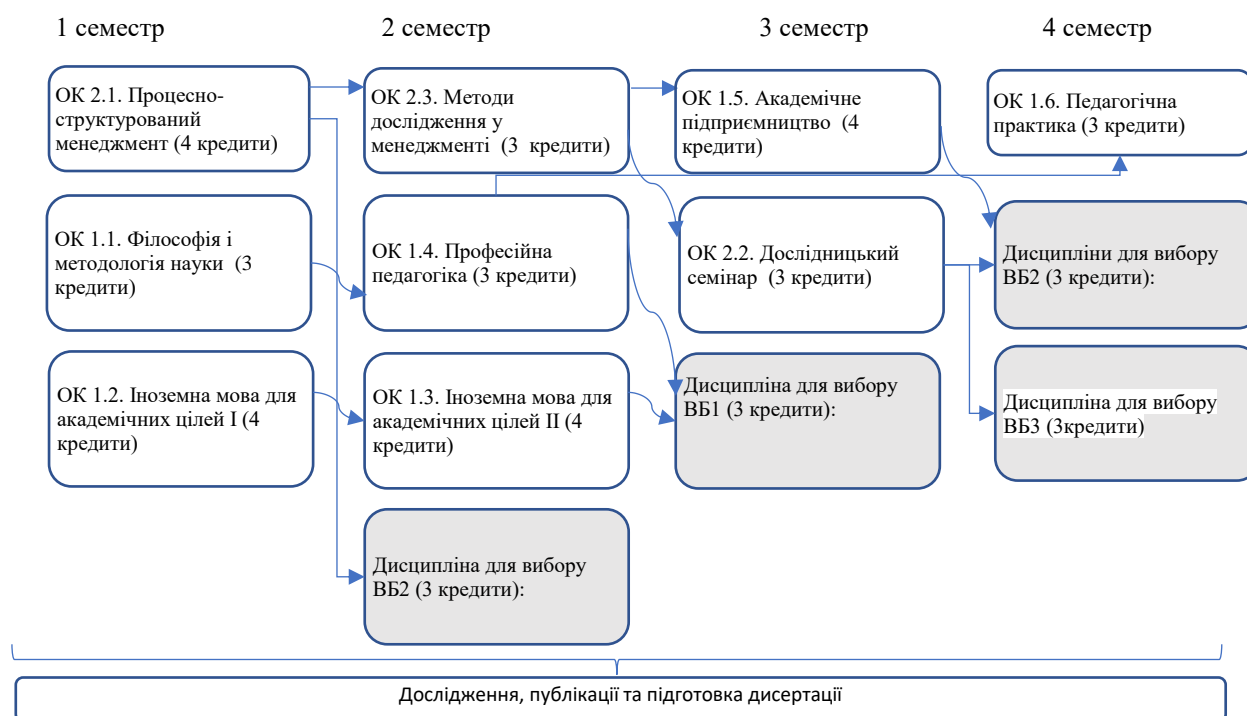 1 семестр
2 семестр
3 семестр
4 семестр
ОК 2.1. Процесно-
структурований
менеджмент (4 кредити)
ОК 2.3. Методи
дослідження у
менеджменті (3 кредити)
ОК 1.5. Академічне
підприємництво (4
кредити)
ОК 1.6. Педагогічна
практика (3 кредити)
ОК 1.1. Філософія і
методологія науки (3
кредити)
ОК 1.4. Професійна
педагогіка (3 кредити)
ОК 2.2. Дослідницький
семінар (3 кредити)
Дисципліни для вибору
ВБ2 (3 кредити):
ОК 1.2. Іноземна мова для
академічних цілей I (4
кредити)
ОК 1.3. Іноземна мова для
академічних цілей II (4
кредити)
Дисципліна для вибору
ВБ1 (3 кредити):
Дисципліна для вибору
ВБ3 (3кредити)
Дисципліна для вибору
ВБ2 (3 кредити):
Дослідження, публікації та підготовка дисертації